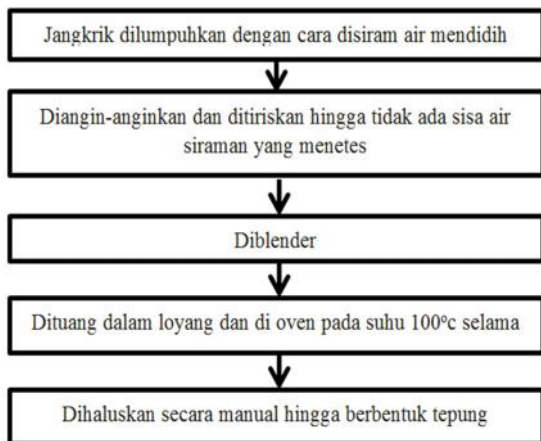 Jangkrik dilumpuhkan dengan cara disiram air mendidih
Diangin-anginkan dan ditiriskan hingga tidak ada sisa air
siraman yang menetes
Diblender
Dituang dalam loyang dan di oven pada suhu 100°c selama
Dihaluskan secara manual hingga berbentuk tepung